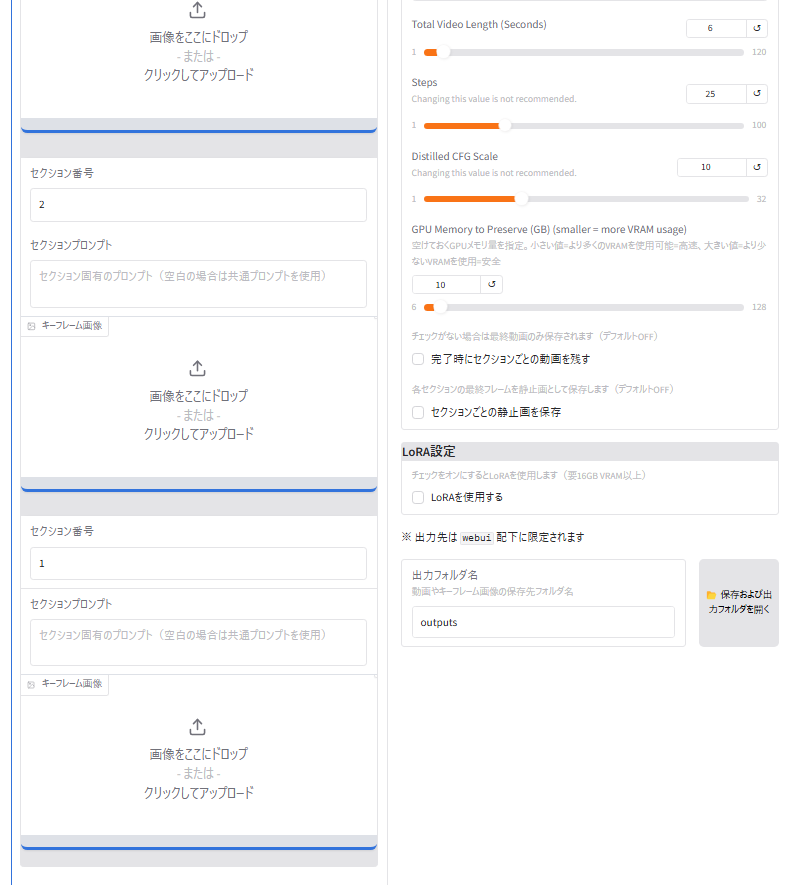 画像をここにドロップ
- または -
クリックしてアップロード
セクション番号
2
セクションプロンプト
セクション固有のプロンプト（空白の場合は共通プロンプトを使用）
キーフレーム画像
画像をここにドロップ
- または -
クリックしてアップロード
セクション番号
1
セクションプロンプト
セクション固有のプロンプト（空白の場合は共通プロンプトを使用）
キーフレーム画像
画像をここにドロップ
- または -
クリックしてアップロード
Total Video Length (Seconds)
6
1
120
Steps
Changing this value is not recommended.
25
1
100
Distilled CFG Scale
Changing this value is not recommended.
10
1
32
GPU Memory to Preserve (GB) (smaller = more VRAM usage)
空けておくGPUメモリ量を指定。小さい値=より多くのVRAMを使用可能=高速、大きい値=より少
ないVRAMを使用=安全
10
6
128
チェックがない場合は最終動画のみ保存されます（デフォルトOFF）
完了時にセクションごとの動画を残す
各セクションの最終フレームを静止画として保存します（デフォルトOFF）
セクションごとの静止画を保存
LoRA設定
チェックをオンにするとLoRAを使用します（要16GB VRAM以上）
LoRAを使用する
※ 出力先は webui 配下に限定されます
出力フォルダ名
動画やキーフレーム画像の保存先フォルダ名
outputs
保存および出
力フォルダを開く